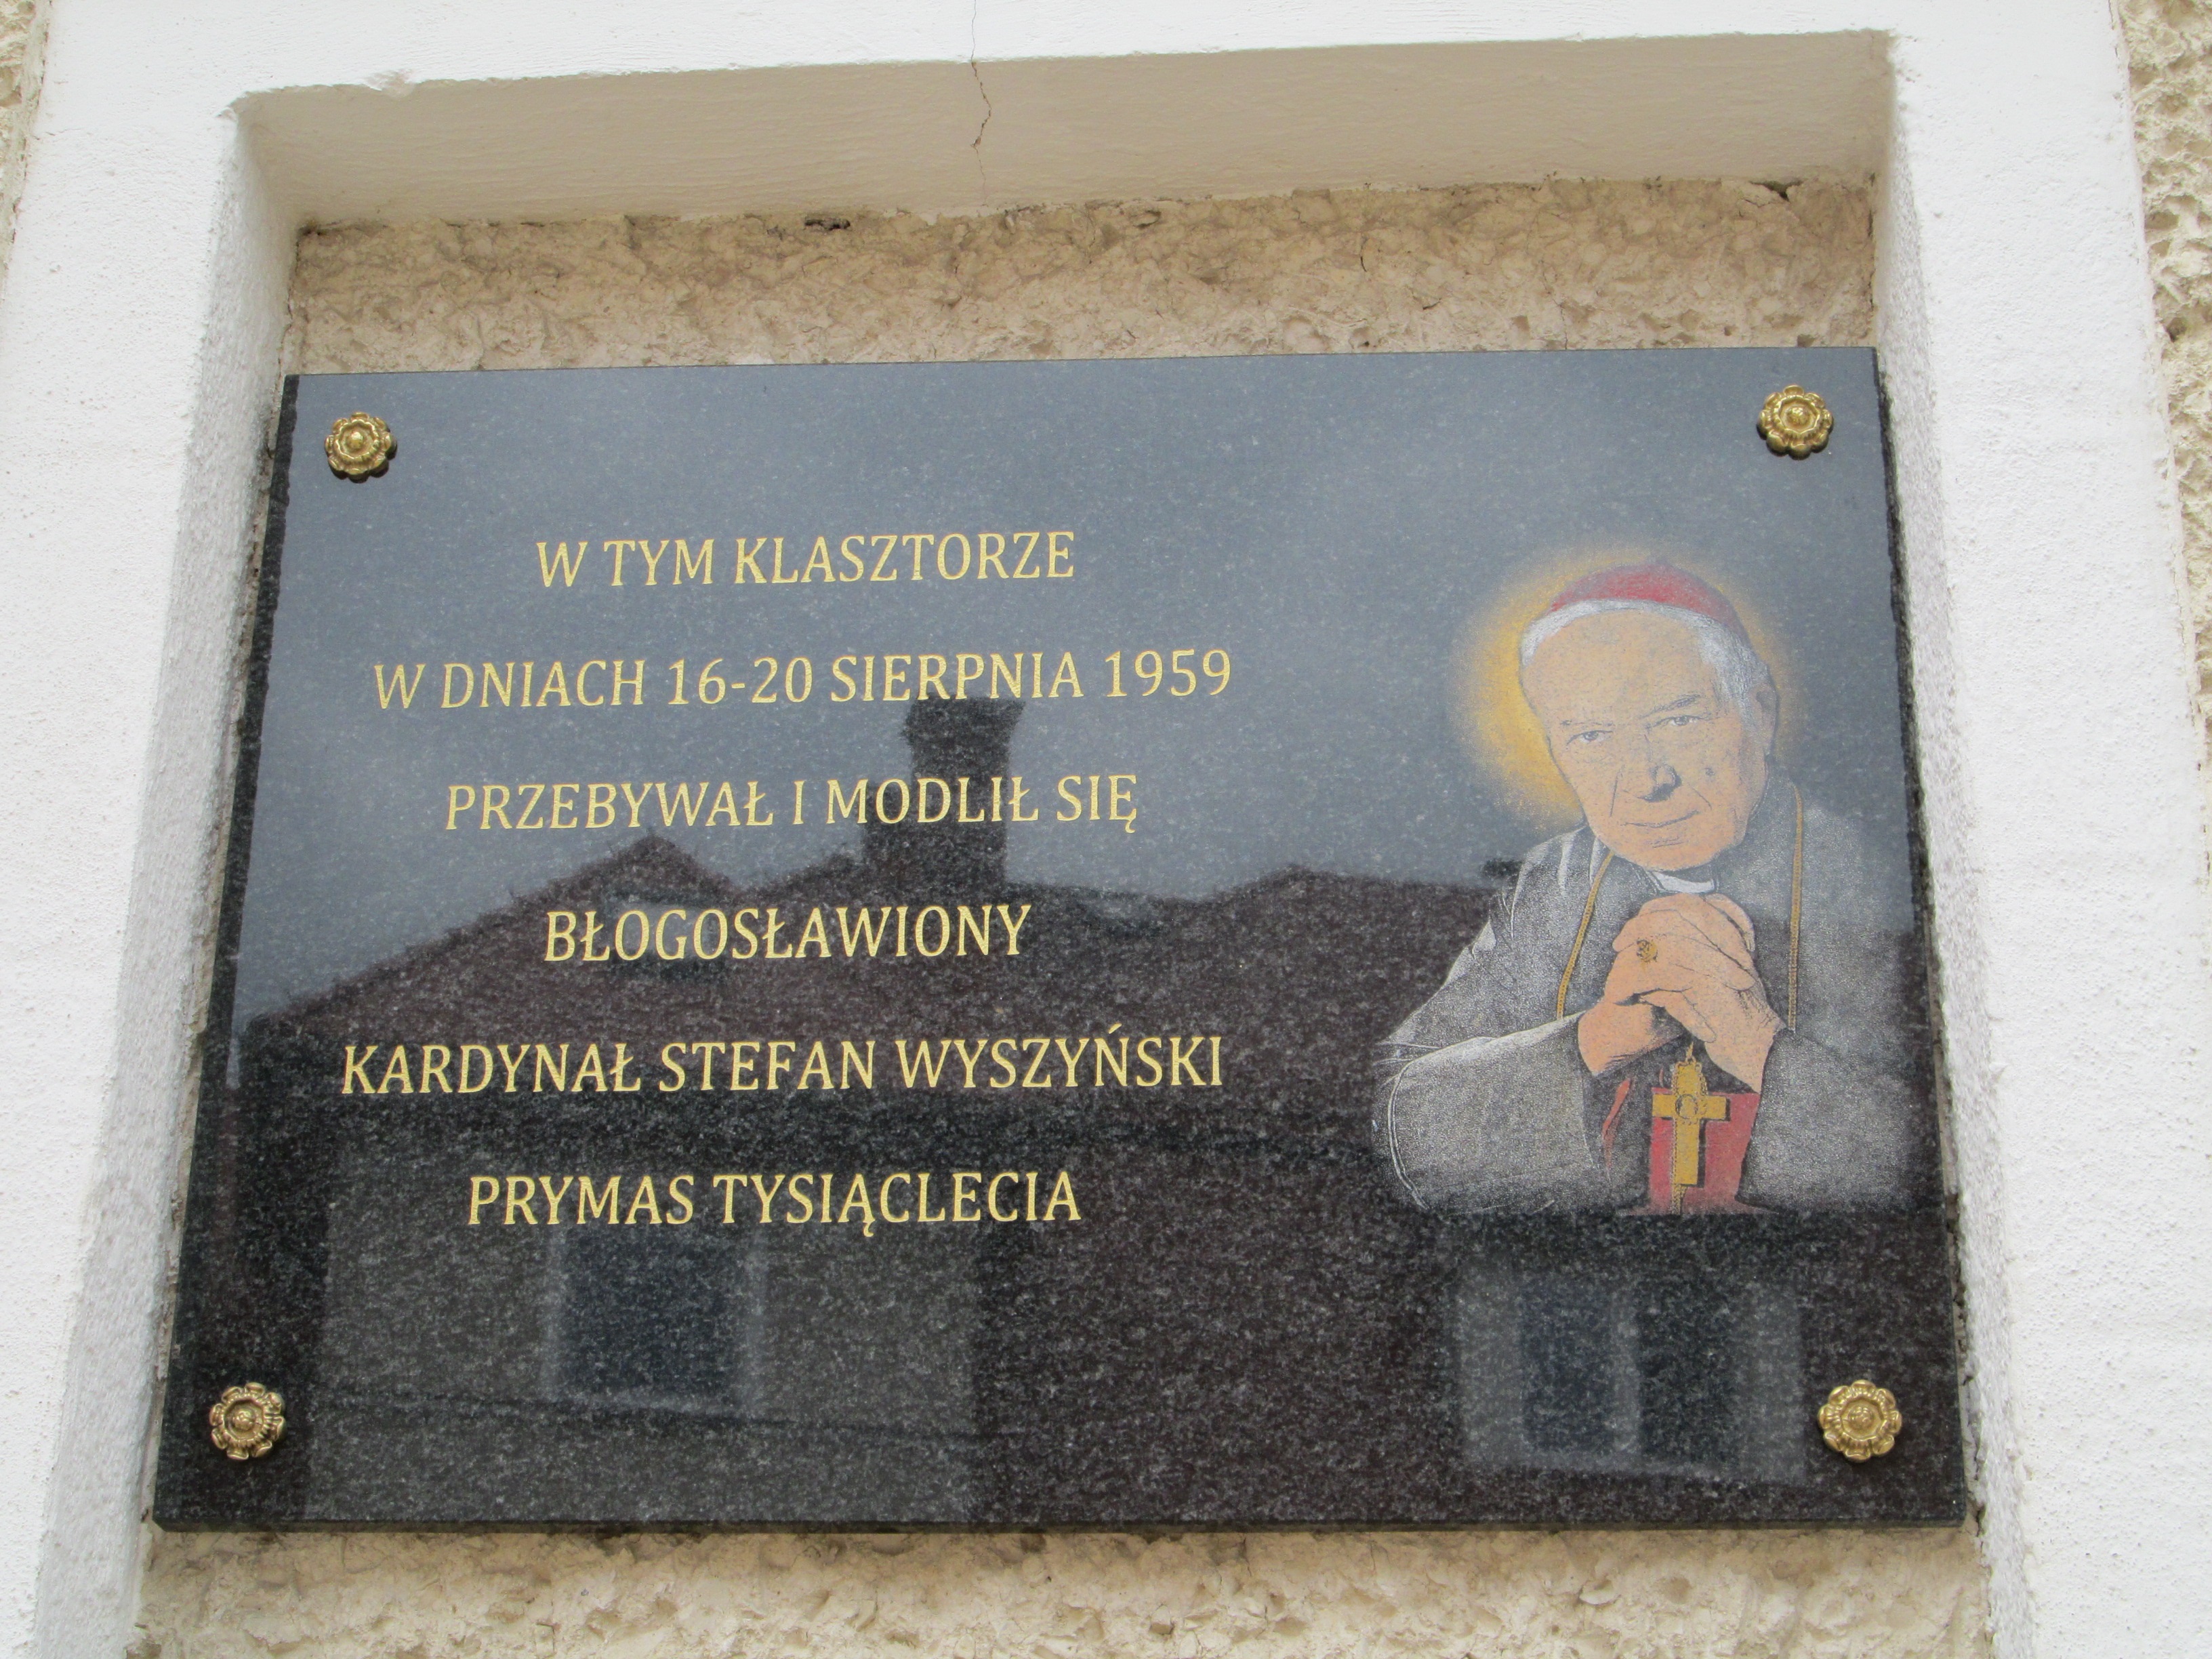 W TYM KLASZTORZE
W DNIACH 16-20 SIERPNIA 1959
PRZEBYWAŁ I MODLIŁ SIĘ
BŁOGOSŁAWIONY
KARDYNAŁ STEFAN WYSZYŃSKI
PRYMAS TYSIĄCLECIA